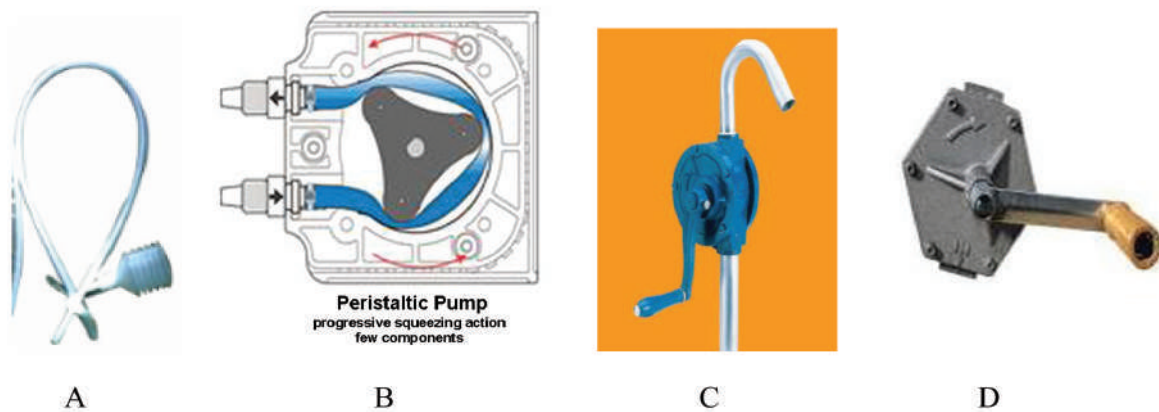 Peristaltic Pump
progressive squeezing action
few components
A
B
C
D